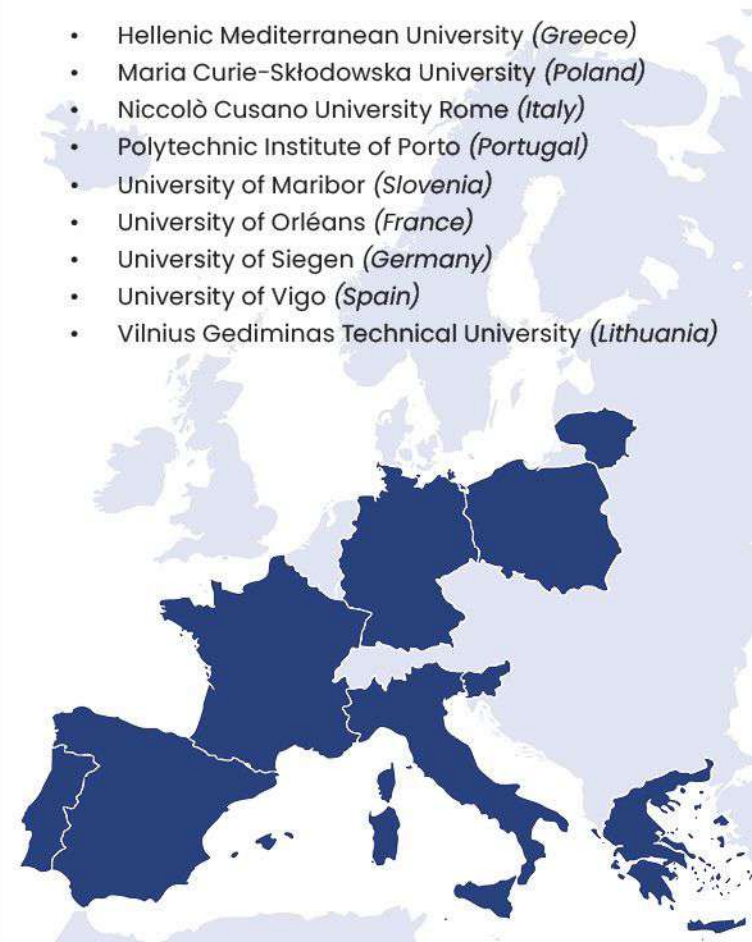 • Hellenic Mediterranean University (Greece)
• Maria Curie-Skłodowska University (Poland)
• Niccolò Cusano University Rome (Italy)
• Polytechnic Institute of Porto (Portugal)
• University of Maribor (Slovenia)
• University of Orléans (France)
• University of Siegen (Germany)
• University of Vigo (Spain)
• Vilnius Gediminas Technical University (Lithuania)